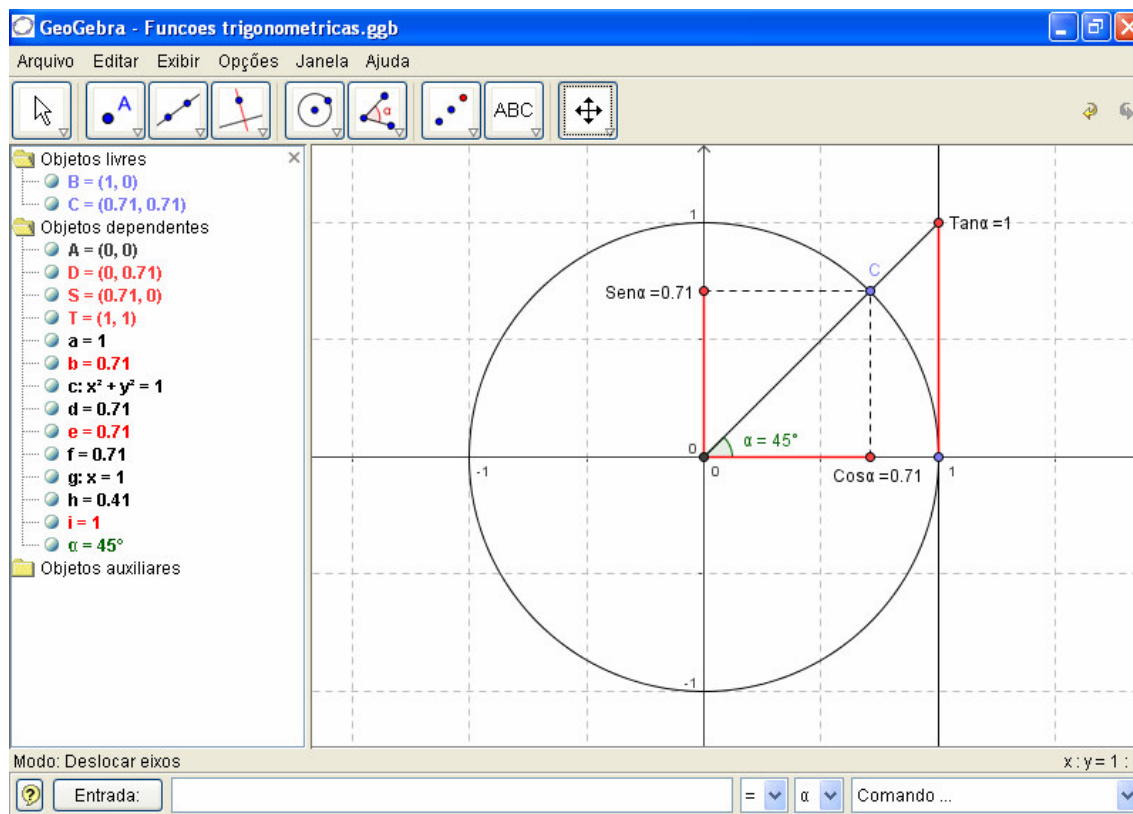 GeoGebra - Funcoes trigonometricas.ggb
Arquivo Editar Exibir Opções Janela Ajuda
A α ABC
Objetos livres
B = (1, 0)
C = (0.71, 0.71)
Objetos dependentes
A = (0, 0)
D = (0, 0.71)
S = (0.71, 0)
T = (1, 1)
a = 1
b = 0.71
c: x² + y² = 1
d = 0.71
e = 0.71
f = 0.71
g: x = 1
h = 0.41
i = 1
α = 45°
Objetos auxiliares
1
Tanα =1
C
Senα =0.71
α = 45°
0
-1
0
Cosα =0.71
1
-1
Modo: Deslocar eixos
x : y = 1 :
Entrada:
=
α
Comando ...